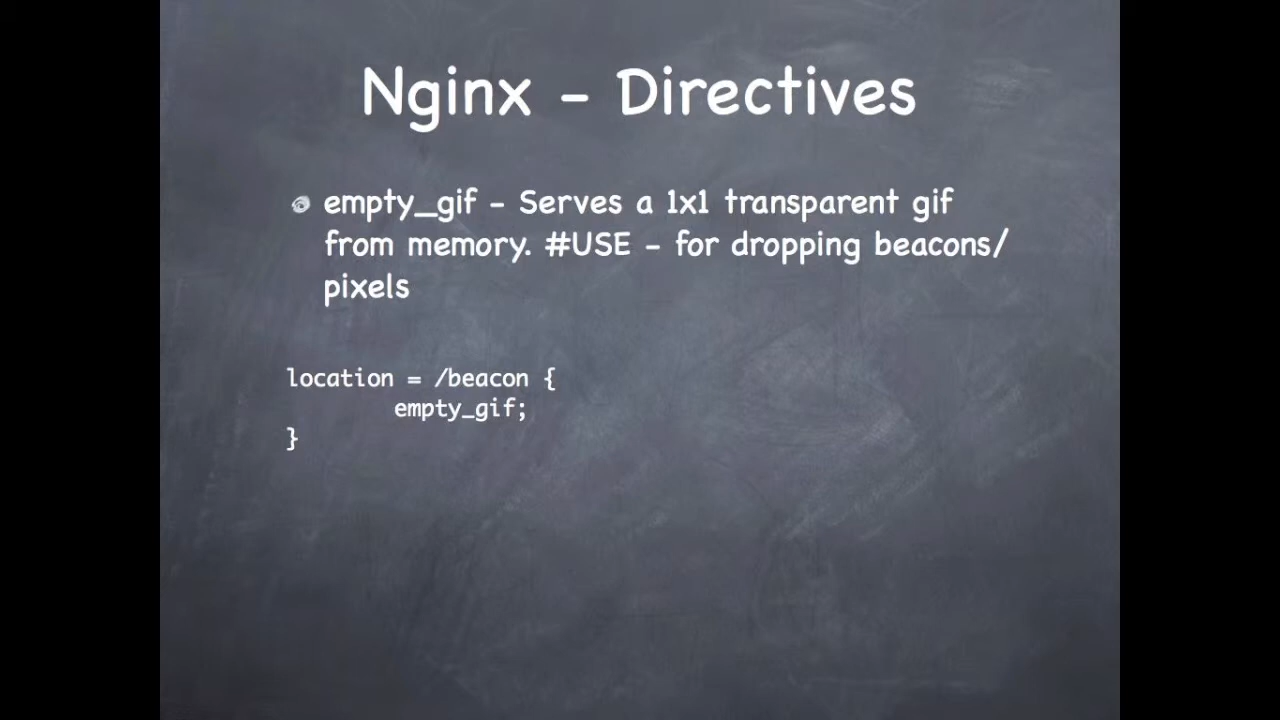 Nginx - Directives
empty_gif - Serves a 1x1 transparent gif
from memory. #USE - for dropping beacons/
pixels
location = /beacon {
empty_gif;
}